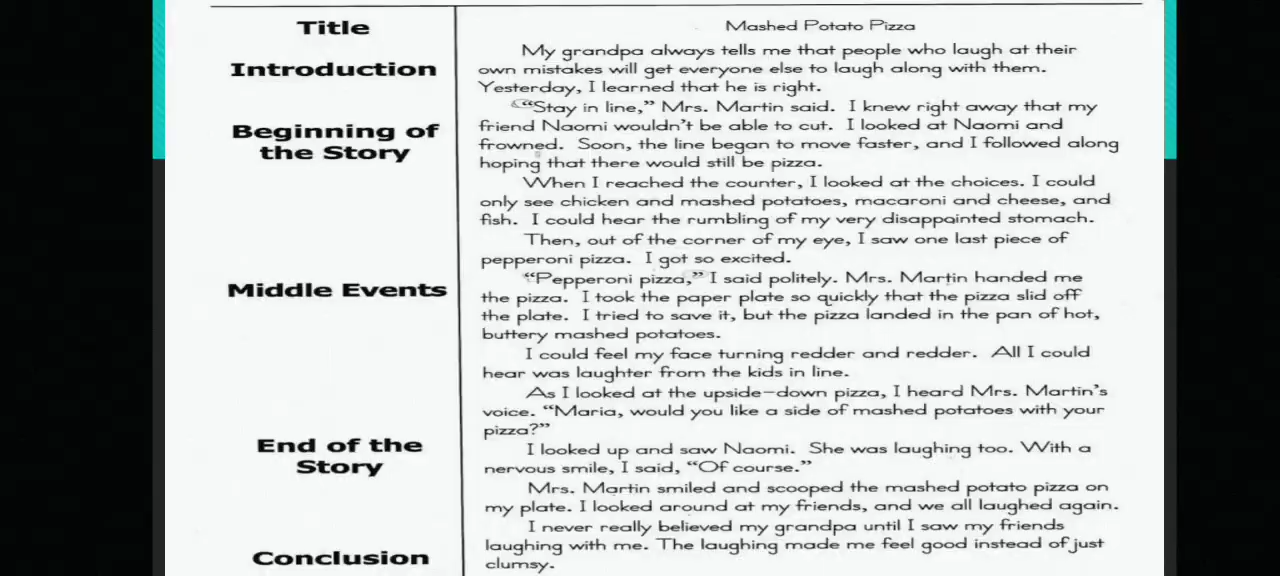 Title
Mashed Potato Pizza
Introduction
My grandpa always tells me that people who laugh at their
own mistakes will get everyone else to laugh along with them.
Yesterday, I learned that he is right.
Beginning of
the Story
“Stay in line,” Mrs. Martin said. I knew right away that my
friend Naomi wouldn't be able to cut. I looked at Naomi and
frowned. Soon, the line began to move faster, and I followed along
hoping that there would still be pizza.
When I reached the counter, I looked at the choices. I could
only see chicken and mashed potatoes, macaroni and cheese, and
fish. I could hear the rumbling of my very disappointed stomach.
Then, out of the corner of my eye, I saw one last piece of
pepperoni pizza. I got so excited.
Middle Events
“Pepperoni pizza,” I said politely. Mrs. Martin handed me
the pizza. I took the paper plate so quickly that the pizza slid off
the plate. I tried to save it, but the pizza landed in the pan of hot,
buttery mashed potatoes.
I could feel my face turning redder and redder. All I could
hear was laughter from the kids in line.
As I looked at the upside-down pizza, I heard Mrs. Martin's
voice. “Maria, would you like a side of mashed potatoes with your
pizza?”
End of the
Story
I looked up and saw Naomi. She was laughing too. With a
nervous smile, I said, “Of course.”
Mrs. Martin smiled and scooped the mashed potato pizza on
my plate. I looked around at my friends, and we all laughed again.
Conclusion
I never really believed my grandpa until I saw my friends
laughing with me. The laughing made me feel good instead of just
clumsy.